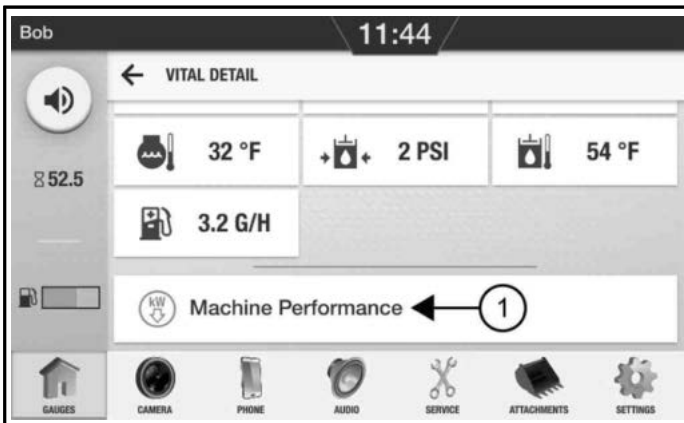 Bob
11:44
← VITAL DETAIL
52.5
32 °F
2 PSI
54 °F
3.2 G/H
kW
Machine Performance
1
GAUGES
CAMERA
PHONE
AUDIO
SERVICE
ATTACHMENTS
SETTINGS